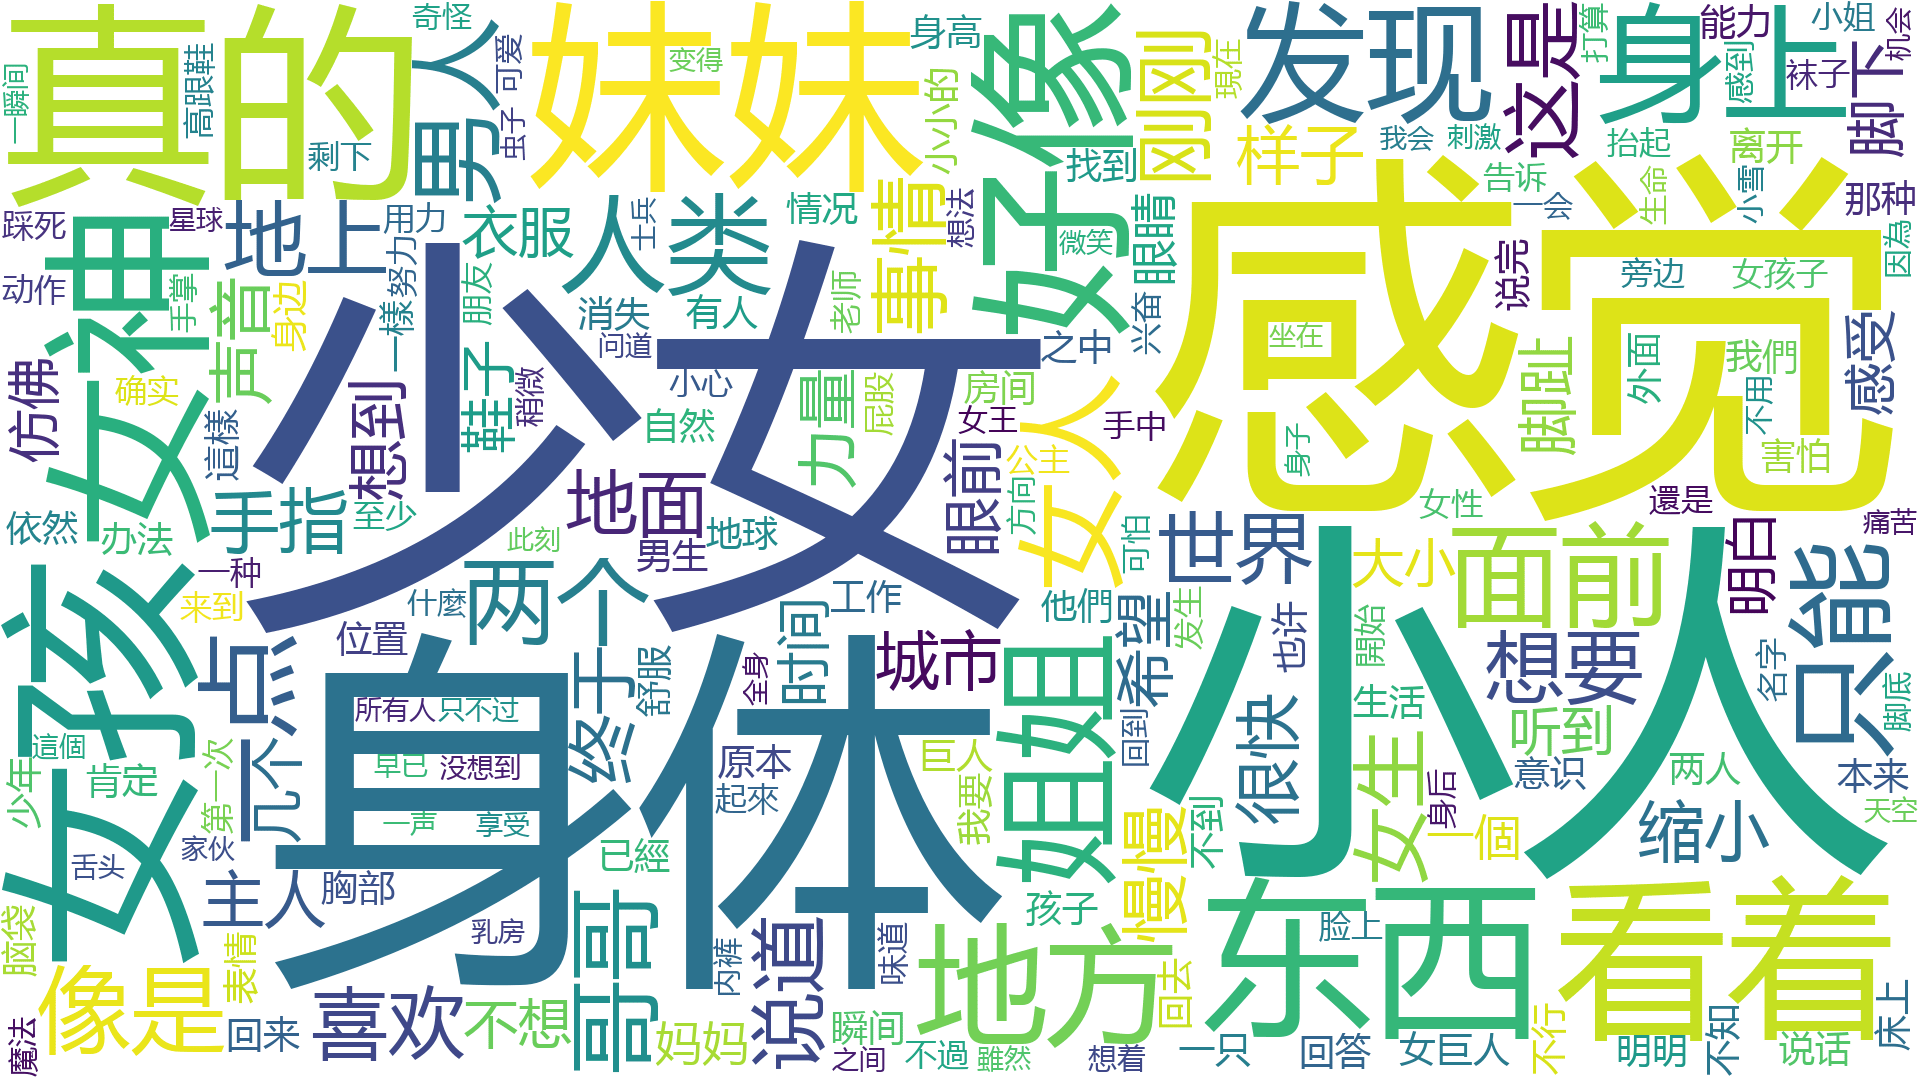 奇怪
真的
一瞬间
高跟鞋
剩下
男人
可爱
虫子
妹妹
变得
身高
小小的
好像
找到
刚刚
現在
发现
样子
我会
刺激
这是
打算
身上
能力
感到
小姐
袜子
机会
脚下
抬起
离开
告诉
一会
生命
小雪
那种
因為
踩死
星球
女神
地上
用力
努力
衣服
士兵
人类
情况
事情
想法
微笑
眼睛
感觉
说完
旁边
女孩子
动作
手掌
声音
身边
一樣
朋友
少女
消失
有人
老师
问道
之中
兴奋
坐在
脚趾
外面
我們
感受
仿佛
确实
這樣
想到
鞋子
稍微
小心
自然
力量
屁股
房间
女王
手中
女人
公主
眼前
身子
不用
害怕
依然
办法
手指
至少
此刻
地面
男生
地球
方向
可怕
世界
女性
大小
面前
還是
明白
痛苦
只能
女孩
一种
来到
什麼
两个
工作
时间
他們
希望
发生
也许
開始
小人
想要
名字
脚底
点
位置
终于
舒服
全身
城市
姐姐
回到
很快
生活
听到
這個
少年
肯定
第一次
几个
所有人
只不过
早已
没想到
身体
原本
起來
巨人
我要
慢慢
不到
女生
意识
两人
本来
身后
一個
缩小
天空
舌头
家伙
主人
胸部
一声
享受
已經
孩子
脑袋
表情
乳房
哥哥
内裤
说道
味道
地方
回去
脸上
东西
看着
像是
魔法
回来
喜欢
不想
妈妈
瞬间
之间
不過
雖然
想着
一只
回答
女巨人
不行
明明
不知
说话
床上